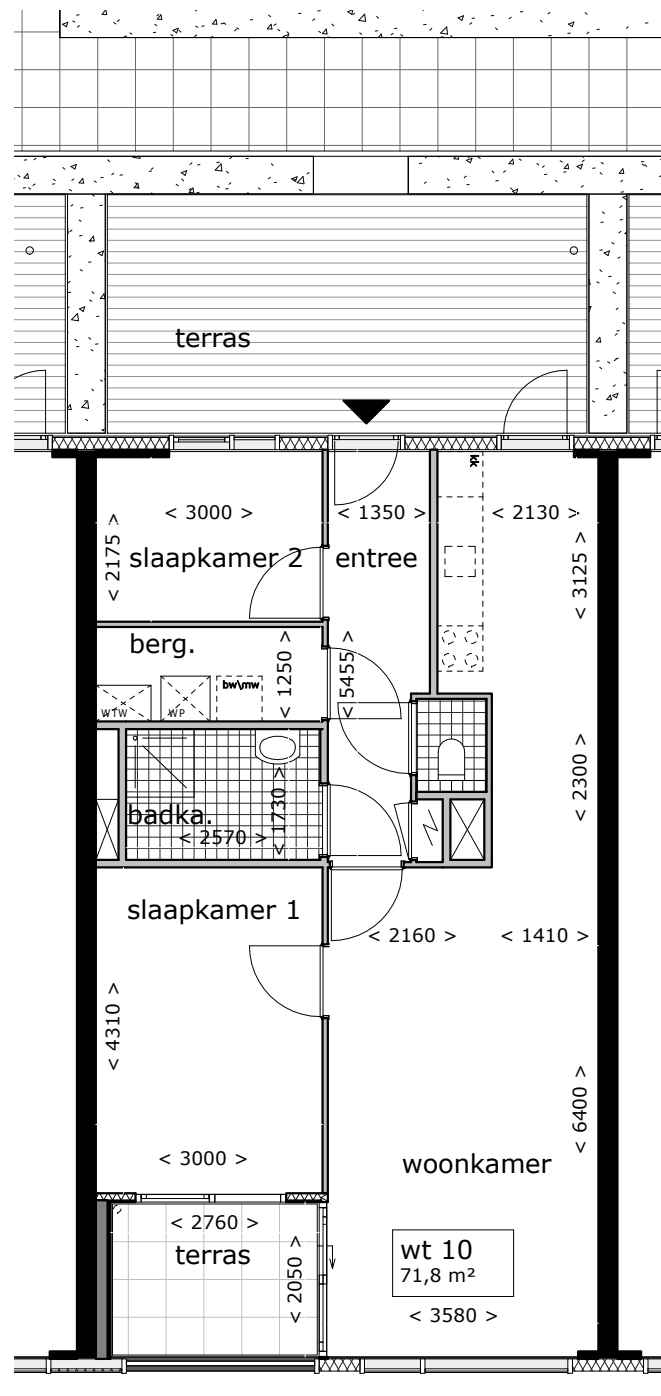 terras
kk
< 3000 >
< 1350 >
< 2130 >
< 2175 >
slaapkamer 2
entree
< 3125 >
berg.
< 1250 >
< 5455 >
bw\mw
WTW
WP
< 2300 >
badka.
< 1730 >
< 2570 >
slaapkamer 1
< 2160 >
< 1410 >
< 4310 >
< 6400 >
< 3000 >
woonkamer
< 2760 >
terras
< 2050 >
wt 10
71,8 m²
< 3580 >